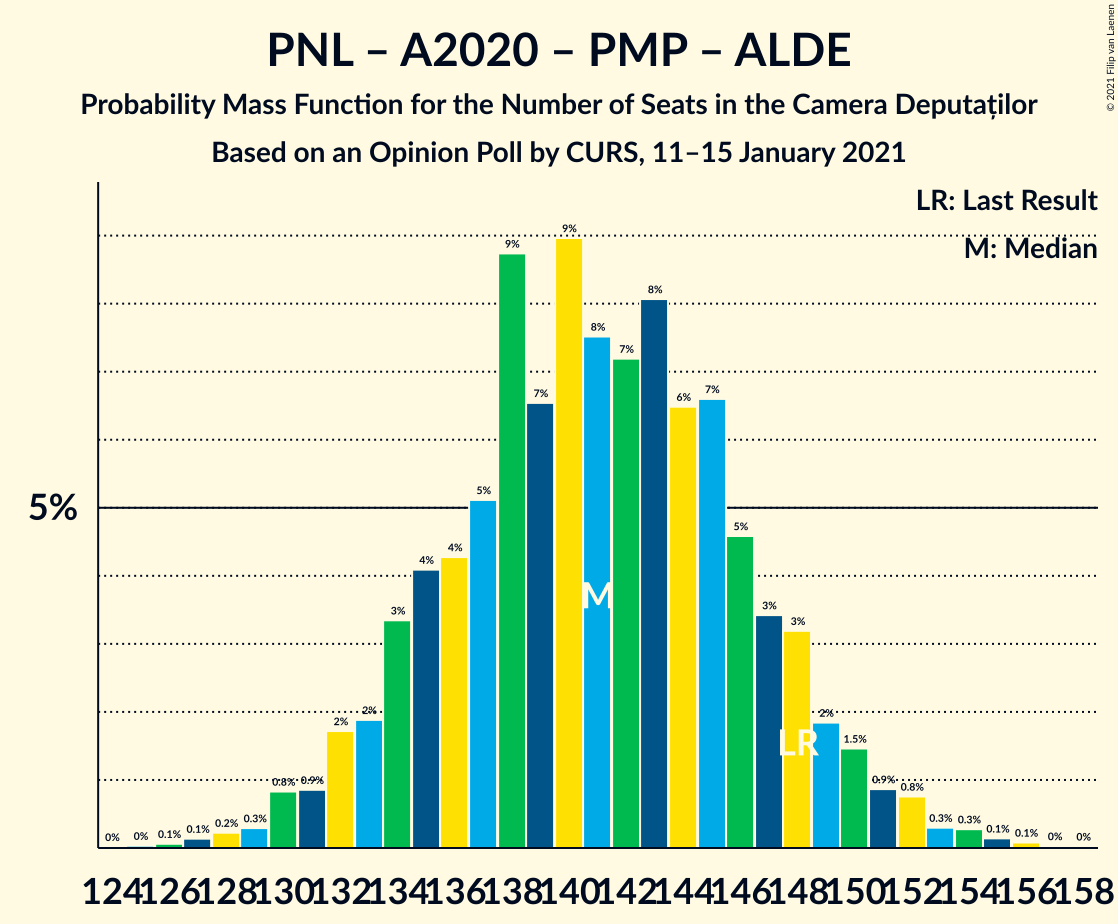 PNL – A2020 – PMP – ALDE
Probability Mass Function for the Number of Seats in the Camera Deputaților
Based on an Opinion Poll by CURS, 11–15 January 2021
© 2021 Filip van Laenen
LR: Last Result
M: Median
5%
0% 0% 0.1% 0.1% 0.2% 0.3% 0.8% 0.9% 2% 2% 3% 4% 4% 5% 9% 7% 9% 8% 7% 8% 6% 7% 5% 3% 3% 2% 1.5% 0.9% 0.8% 0.3% 0.3% 0.1% 0.1% 0% 0%
M
LR
124 126 128 130 132 134 136 138 140 142 144 146 148 150 152 154 156 158